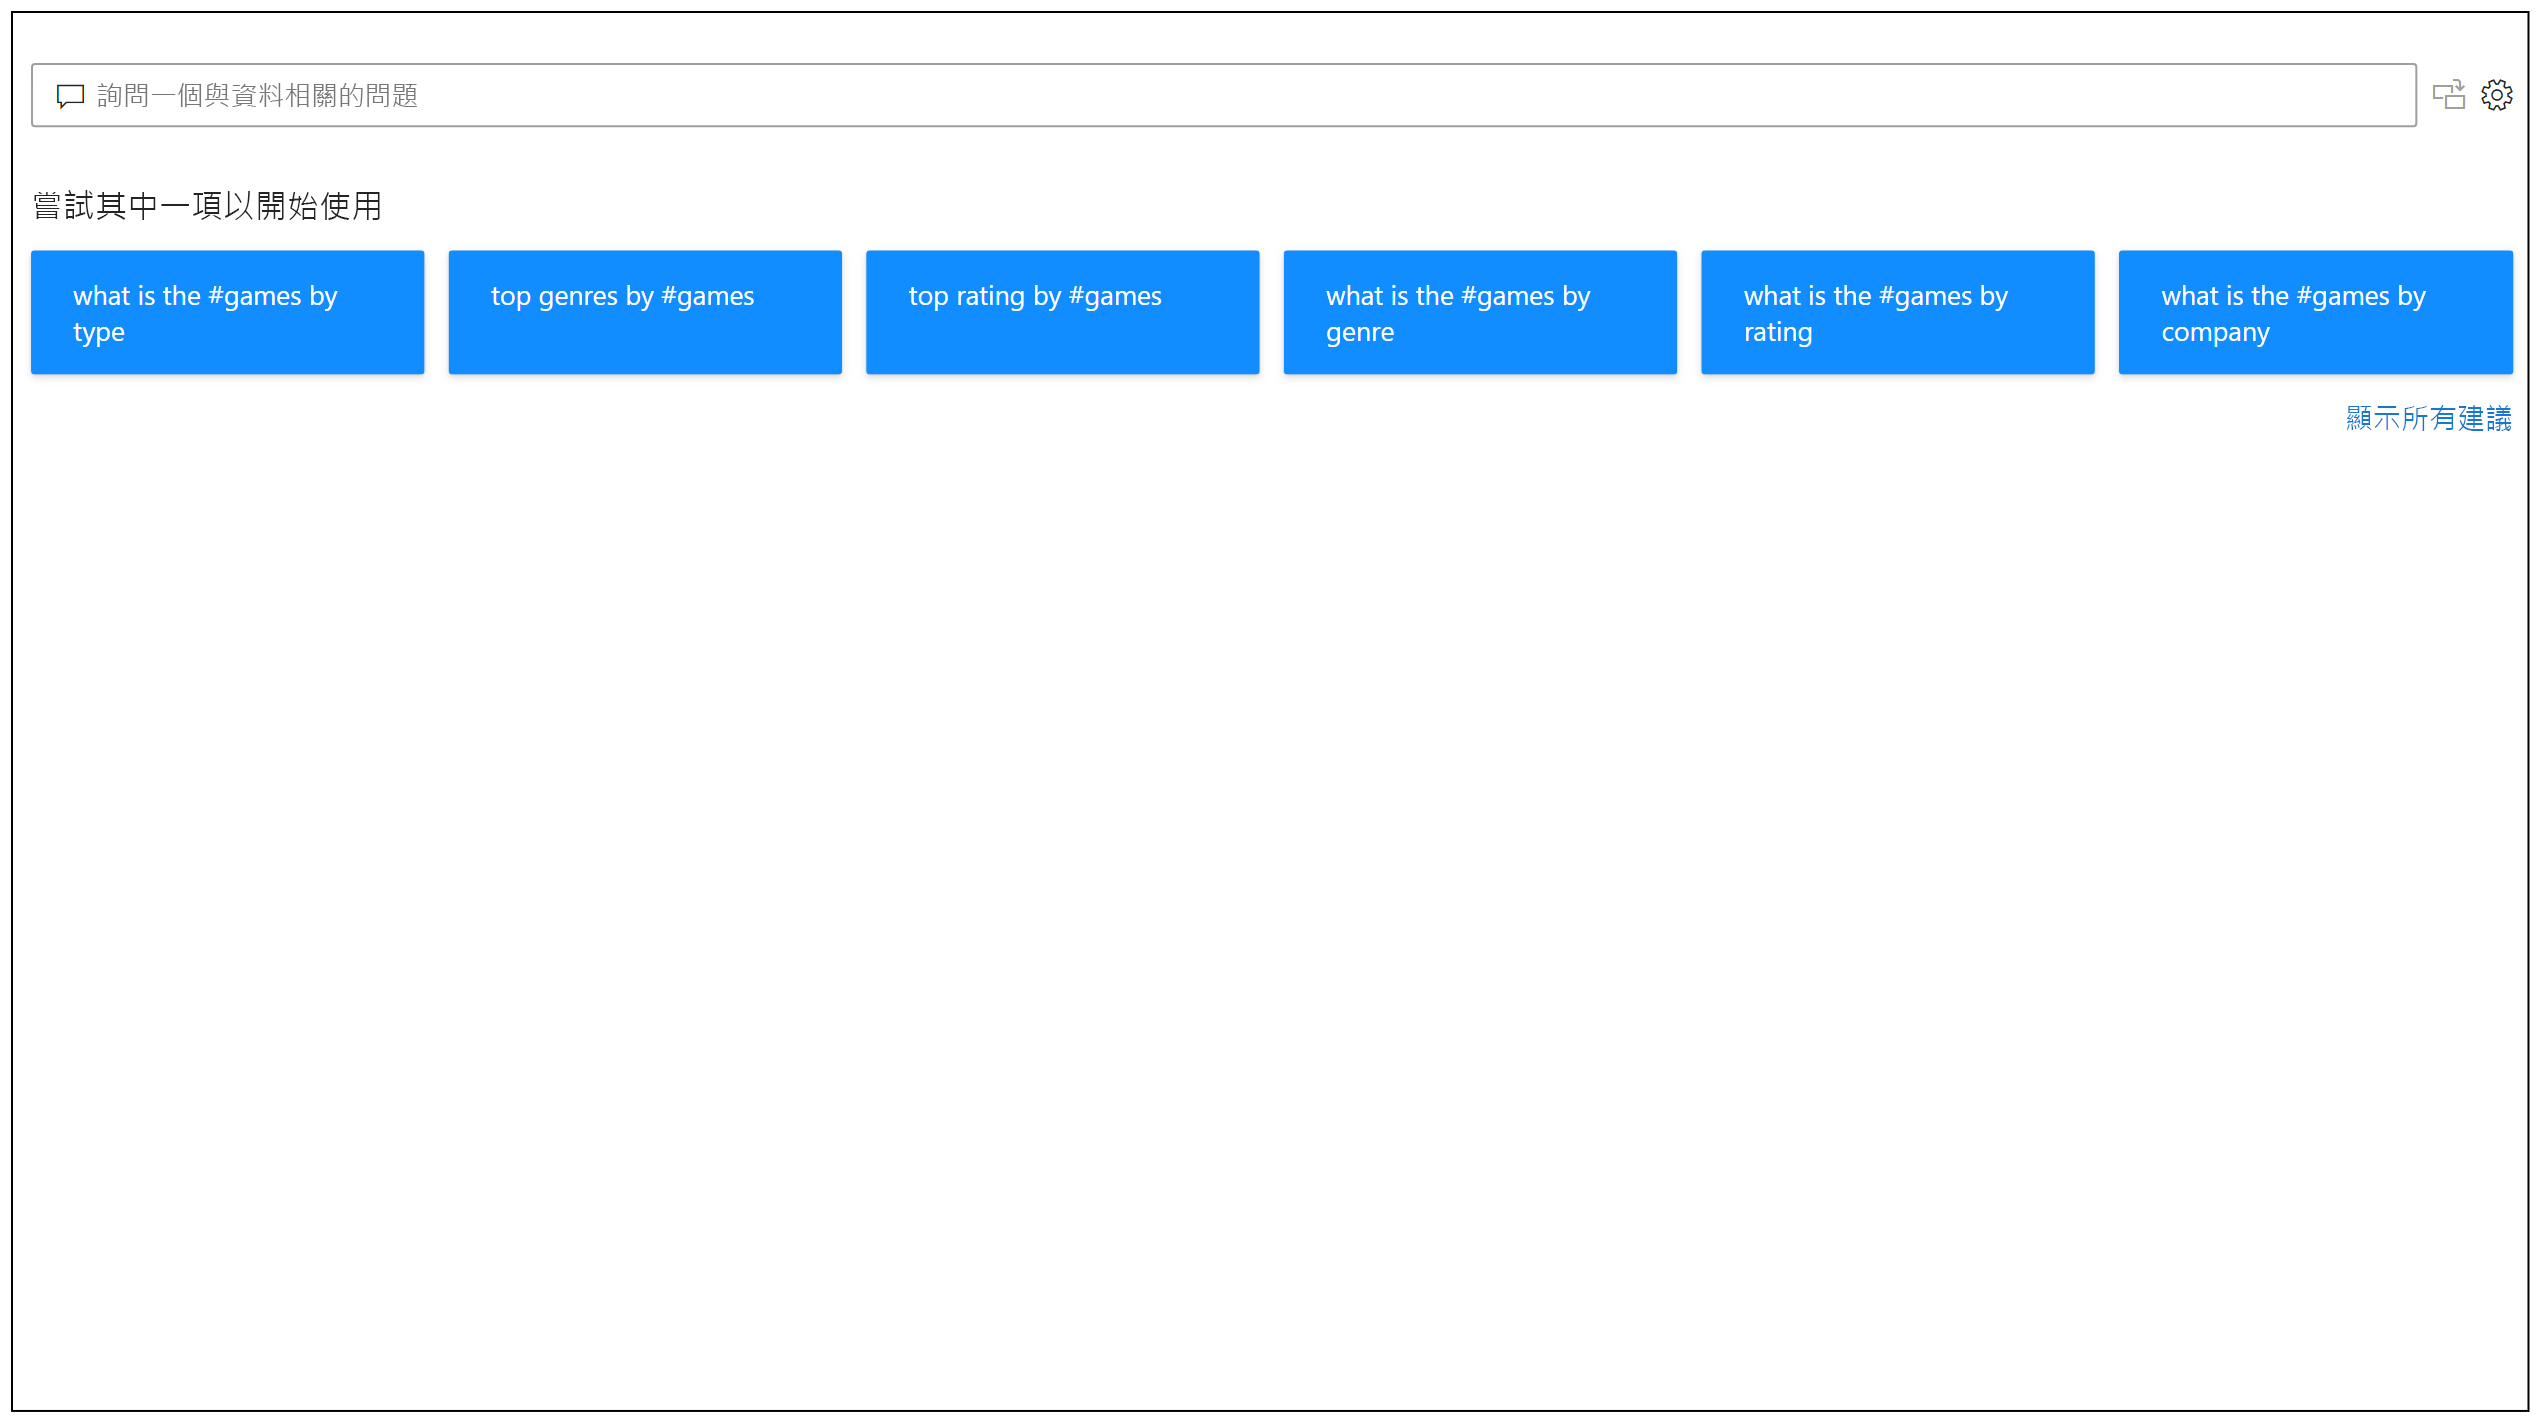 詢問一個與資料相關的問題
嘗試其中一項以開始使用
what is the #games by
type
top genres by #games
top rating by #games
what is the #games by
genre
what is the #games by
rating
what is the #games by
company
顯示所有建議